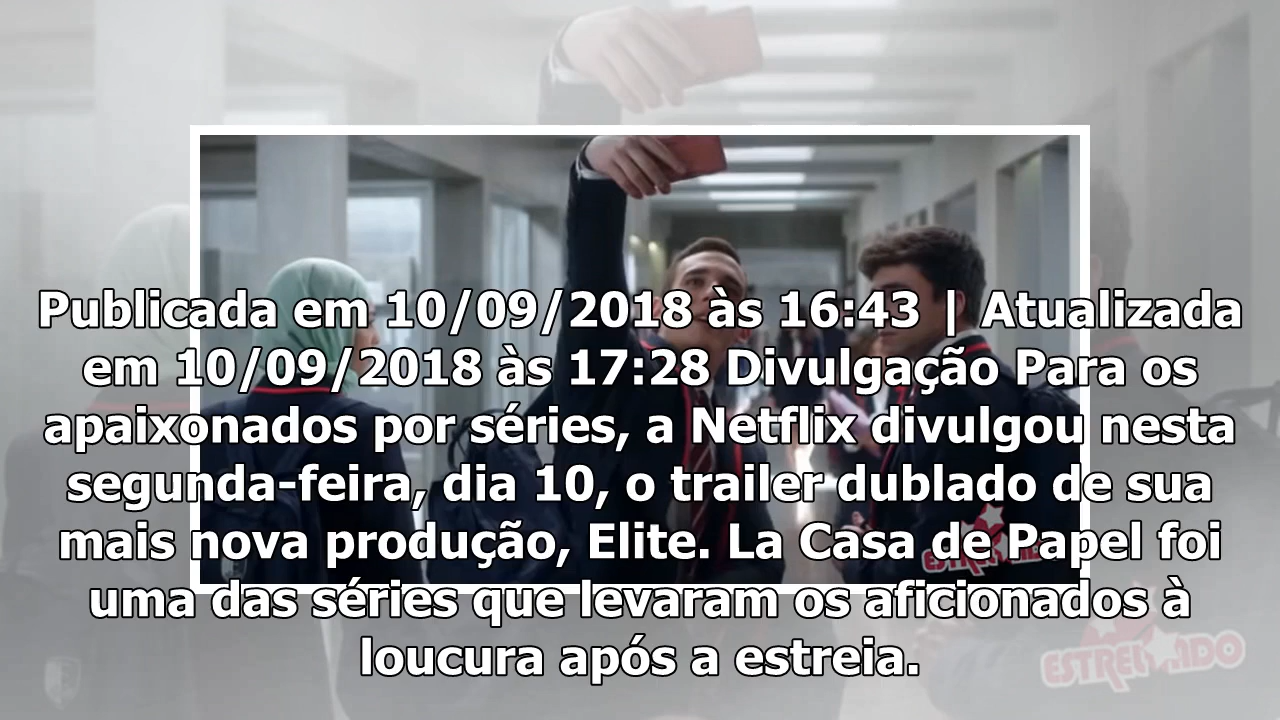 Publicada em 10/09/2018 às 16:43 | Atualizada
em 10/09/2018 às 17:28 Divulgação Para os
apaixonados por séries, a Netflix divulgou nesta
segunda-feira, dia 10, o trailer dublado de sua
mais nova produção, Elite. La Casa de Papel foi
uma das séries que levaram os aficionados à
loucura após a estreia.